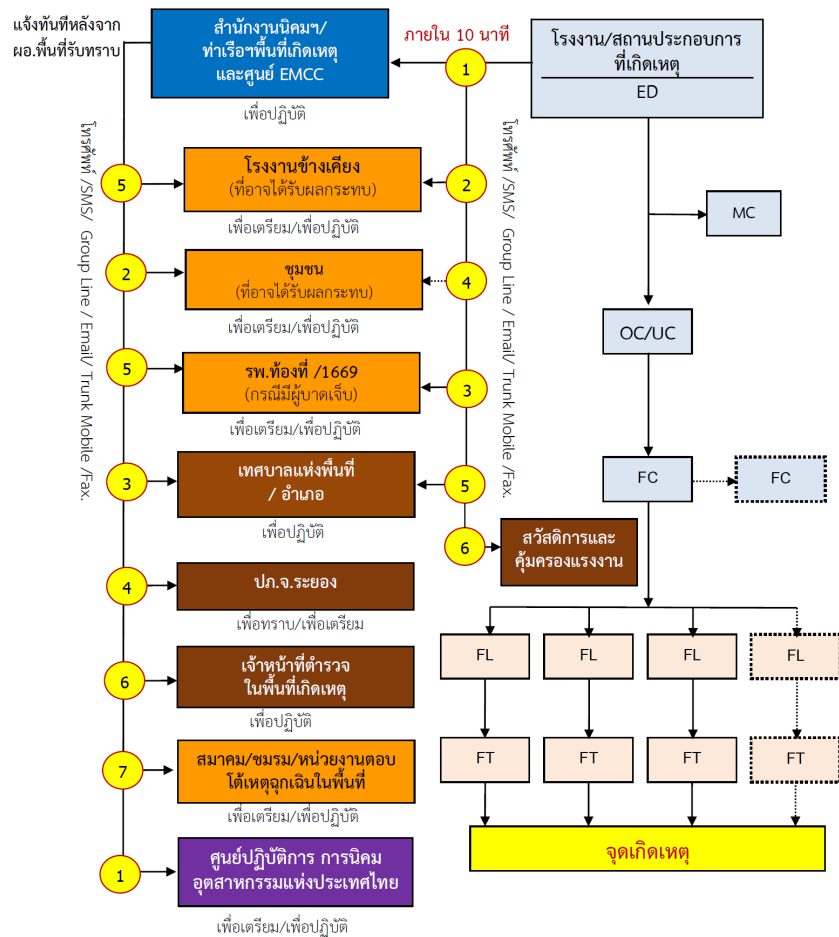 แจ้งทันทีหลังจาก
ผอ.พื้นที่รับทราบ
สำนักงานนิคมฯ/
ท่าเรือฯพื้นที่เกิดเหตุ
และศูนย์ EMCC
เพื่อปฏิบัติ
ภายใน 10 นาที
1
โรงงาน/สถานประกอบการ
ที่เกิดเหตุ
ED
โทรศัพท์ /SMS/ Group Line / Email/ Trunk Mobile /Fax.
5
โรงงานข้างเคียง
(ที่อาจได้รับผลกระทบ)
เพื่อเตรียม/เพื่อปฏิบัติ
2
โทรศัพท์ /SMS/ Group Line / Email/ Trunk Mobile /Fax.
MC
2
ชุมชน
(ที่อาจได้รับผลกระทบ)
เพื่อเตรียม/เพื่อปฏิบัติ
4
OC/UC
5
รพ.ท้องที่ /1669
(กรณีมีผู้บาดเจ็บ)
เพื่อเตรียม/เพื่อปฏิบัติ
3
3
เทศบาลแห่งพื้นที่
/ อำเภอ
เพื่อปฏิบัติ
5
FC
FC
6
สวัสดิการและ
คุ้มครองแรงงาน
4
ปภ.จ.ระยอง
เพื่อทราบ/เพื่อเตรียม
6
เจ้าหน้าที่ตำรวจ
ในพื้นที่เกิดเหตุ
เพื่อปฏิบัติ
FL
FL
FL
FL
7
สมาคม/ชมรม/หน่วยงานตอบ
โต้เหตุฉุกเฉินในพื้นที่
เพื่อเตรียม/เพื่อปฏิบัติ
FT
FT
FT
FT
1
ศูนย์ปฏิบัติการ การนิคม
อุตสาหกรรมแห่งประเทศไทย
เพื่อเตรียม/เพื่อปฏิบัติ
จุดเกิดเหตุ